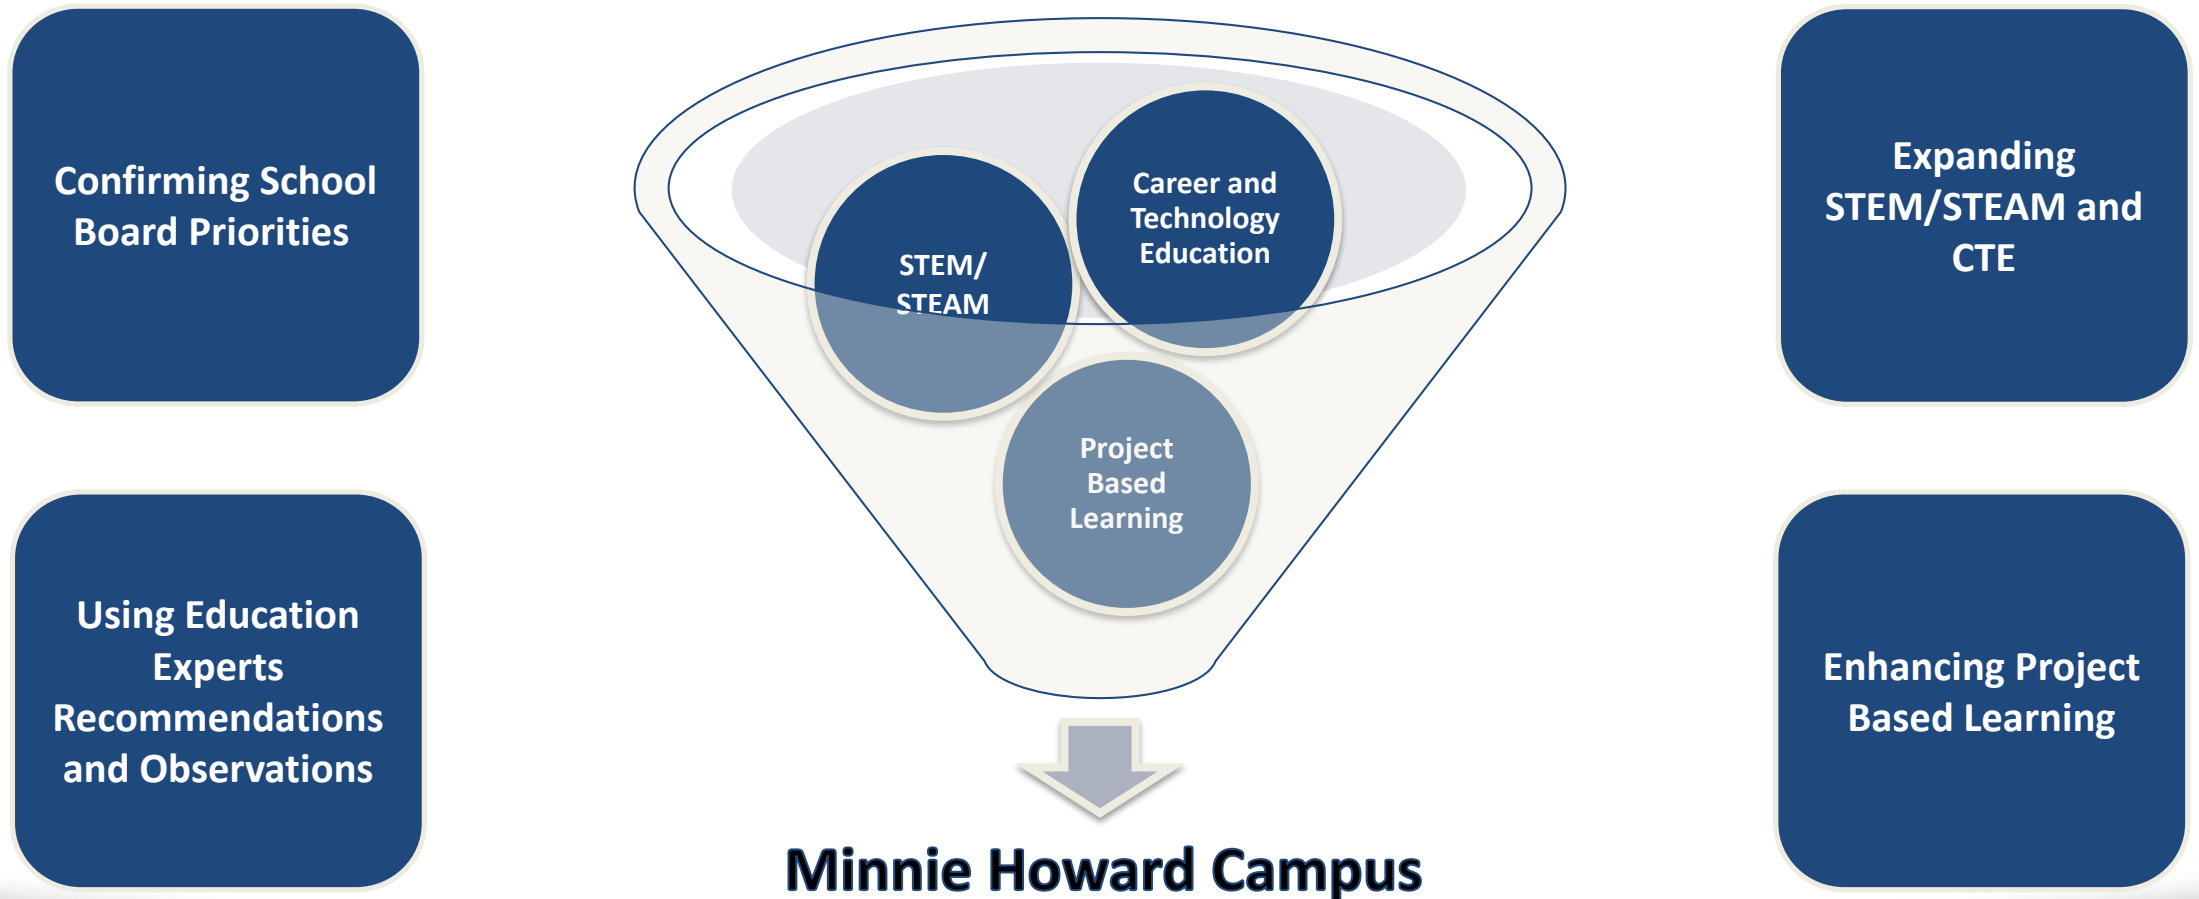 Confirming School
Board Priorities
Using Education
Experts
Recommendations
and Observations
STEM/
STEAM
Career and
Technology
Education
Project
Based
Learning
Minnie Howard Campus
Expanding
STEM/STEAM and
CTE
Enhancing Project
Based Learning